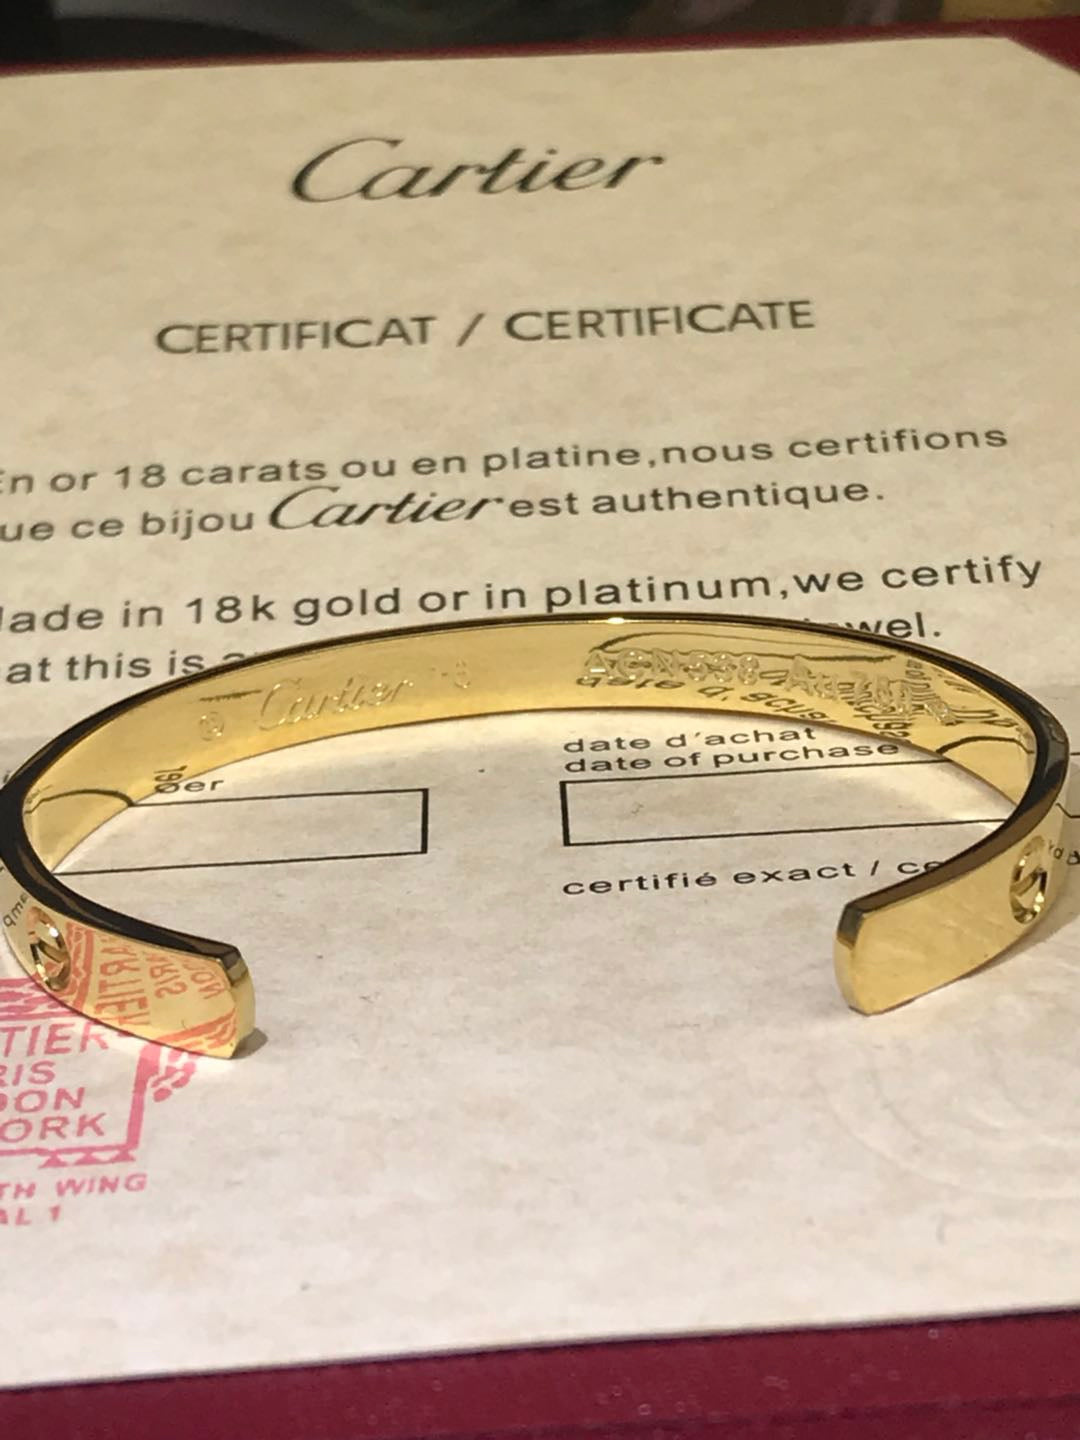 Cartier
CERTIFICAT / CERTIFICATE
En or 18 carats ou en platine,nous certifions
ue ce bijou Cartier est authentique.
ade in 18k gold or in platinum,we certify
at this is wel.
Cartier
date d'achat
date of purchase
er
certifié exact /
TIER
RIS
DON
ORK
TH WING
AL 1